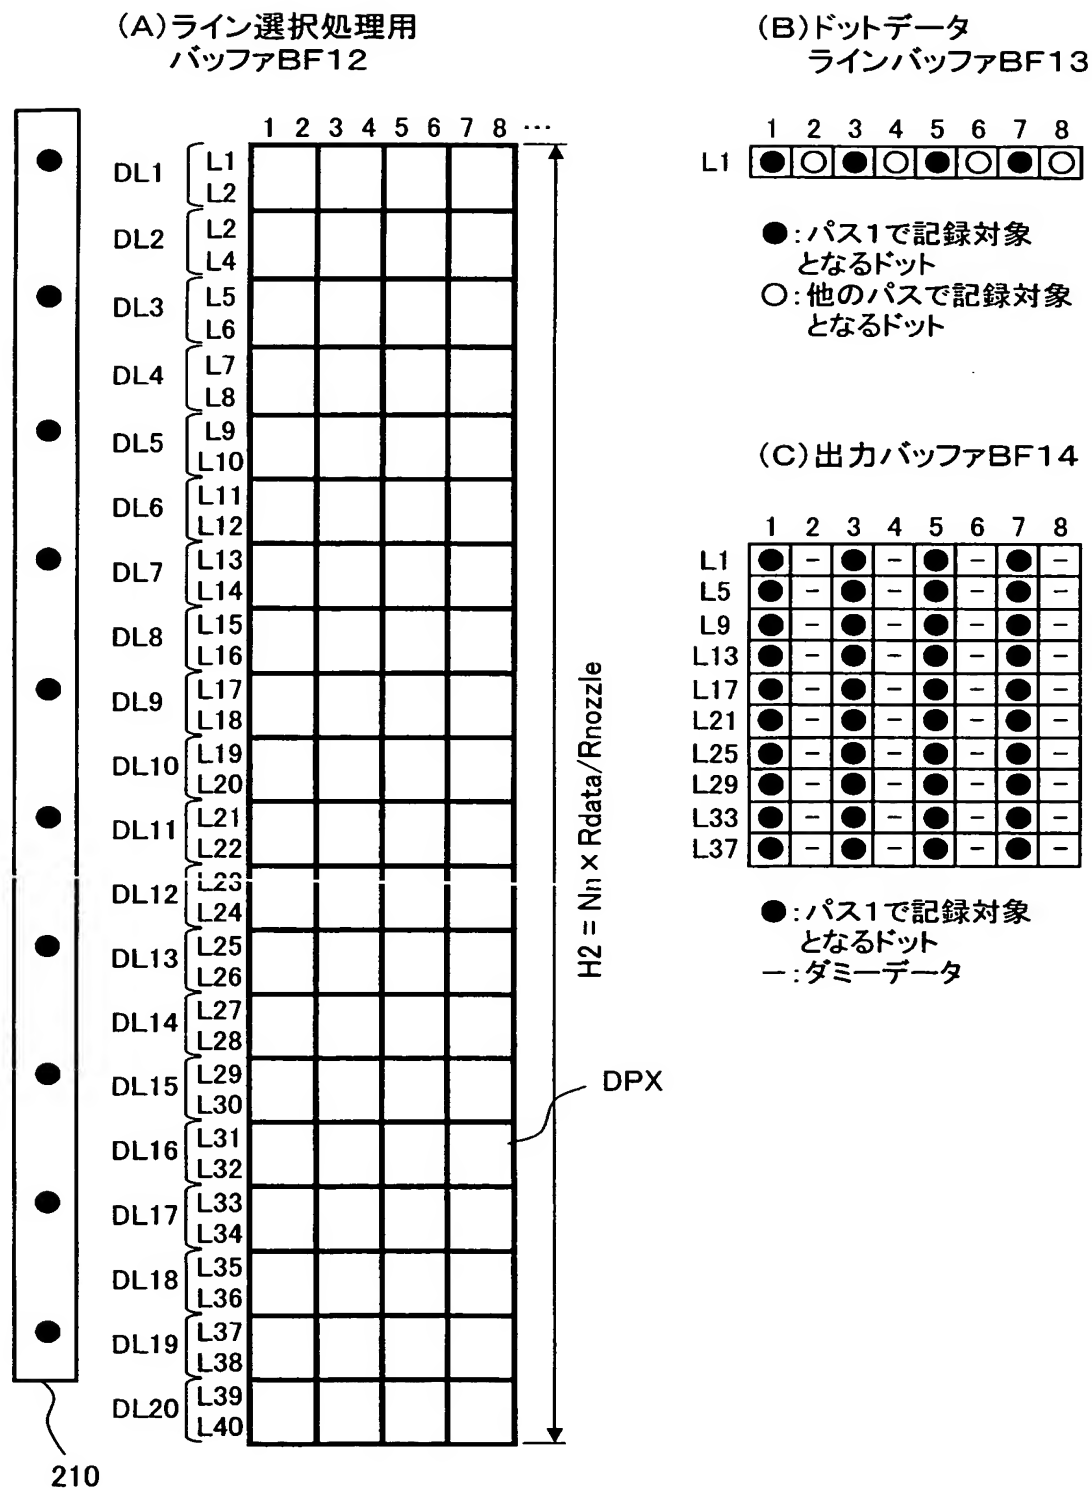 (A)ライン選択処理用
バッファBF12
1 2 3 4 5 6 7 8 …
DL1 L1
L2
DL2 L2
L4
DL3 L5
L6
DL4 L7
L8
DL5 L9
L10
DL6 L11
L12
DL7 L13
L14
DL8 L15
L16
DL9 L17
L18
DL10 L19
L20
DL11 L21
L22
DL12 L23
L24
DL13 L25
L26
DL14 L27
L28
DL15 L29
L30
DL16 L31
L32
DL17 L33
L34
DL18 L35
L36
DL19 L37
L38
DL20 L39
L40
210
H2 = Nn × Rdata/Rnozzle
DPX
(B)ドットデータ
ラインバッファBF13
1 2 3 4 5 6 7 8
L1 ● ○ ● ○ ● ○ ● ○
●:パス1で記録対象
となるドット
○:他のパスで記録対象
となるドット
(C)出力バッファBF14
1 2 3 4 5 6 7 8
L1 ● − ● − ● − ● −
L5 ● − ● − ● − ● −
L9 ● − ● − ● − ● −
L13 ● − ● − ● − ● −
L17 ● − ● − ● − ● −
L21 ● − ● − ● − ● −
L25 ● − ● − ● − ● −
L29 ● − ● − ● − ● −
L33 ● − ● − ● − ● −
L37 ● − ● − ● − ● −
●:パス1で記録対象
となるドット
−:ダミーデータ